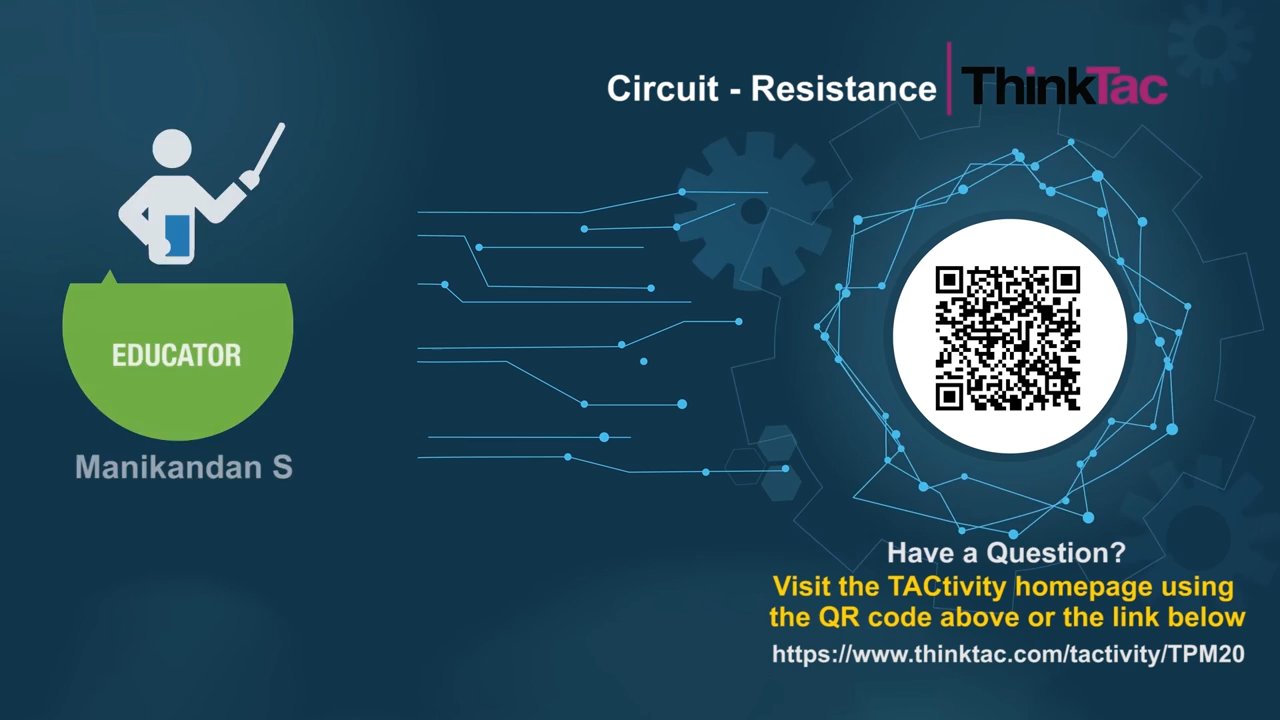 Circuit - Resistance
ThinkTac
EDUCATOR
Manikandan S
Have a Question?
Visit the TACtivity homepage using
the QR code above or the link below
https://www.thinktac.com/tactivity/TPM20